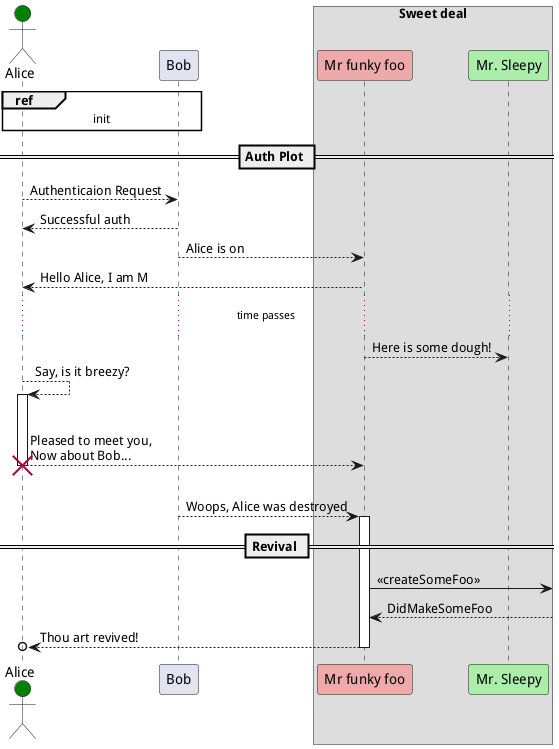 Sweet deal
Alice
Bob
Mr funky foo
Mr. Sleepy
ref
init
Auth Plot
Authenticaion Request
Successful auth
Alice is on
Hello Alice, I am M
time passes
Here is some dough!
Say, is it breezy?
Pleased to meet you,
Now about Bob...
Woops, Alice was destroyed
Revival
«createSomeFoo»
DidMakeSomeFoo
Thou art revived!
Alice
Bob
Mr funky foo
Mr. Sleepy